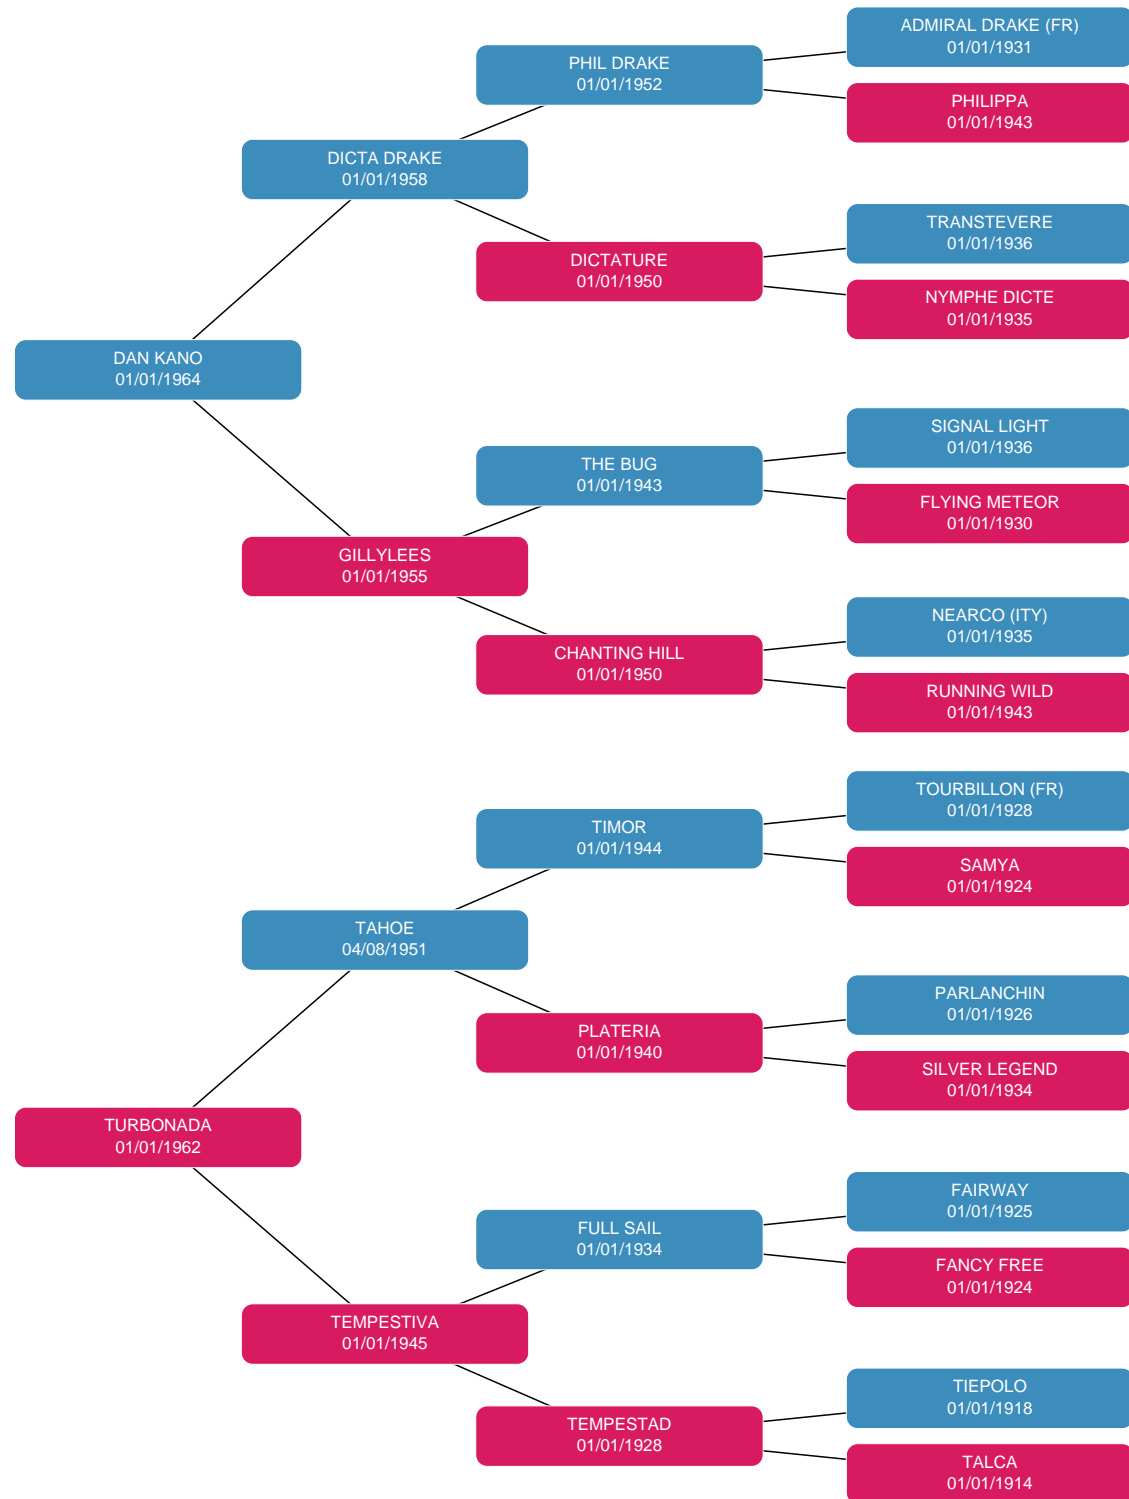 ADMIRAL DRAKE (FR)
01/01/1931
PHIL DRAKE
01/01/1952
PHILIPPA
01/01/1943
DICTA DRAKE
01/01/1958
TRANSTEVERE
01/01/1936
DICTATURE
01/01/1950
NYMPHE DICTE
01/01/1935
DAN KANO
01/01/1964
SIGNAL LIGHT
01/01/1936
THE BUG
01/01/1943
FLYING METEOR
01/01/1930
GILLYLEES
01/01/1955
NEARCO (ITY)
01/01/1935
CHANTING HILL
01/01/1950
RUNNING WILD
01/01/1943
TOURBILLON (FR)
01/01/1928
TIMOR
01/01/1944
SAMYA
01/01/1924
TAHOE
04/08/1951
PARLANCHIN
01/01/1926
PLATERIA
01/01/1940
SILVER LEGEND
01/01/1934
TURBONADA
01/01/1962
FAIRWAY
01/01/1925
FULL SAIL
01/01/1934
FANCY FREE
01/01/1924
TEMPESTIVA
01/01/1945
TIEPOLO
01/01/1918
TEMPESTAD
01/01/1928
TALCA
01/01/1914